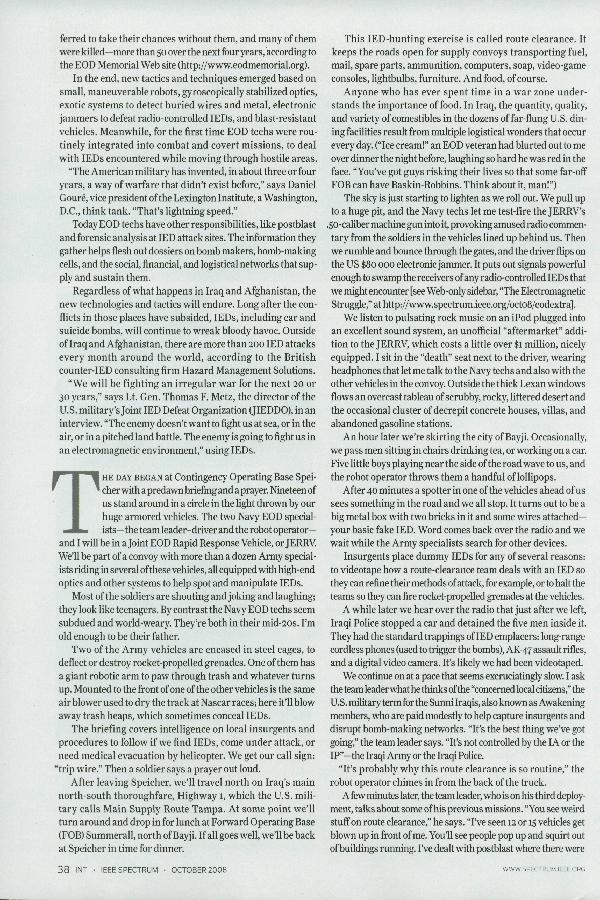 ferred to take their chances without them, and many of them
were killed—more than 50 over the next four years, according to
the EOD Memorial Web site (http://www.eodmemorial.org).
In the end, new tactics and techniques emerged based on
small, maneuverable robots, gyroscopically stabilized optics,
exotic systems to detect buried wires and metal, electronic
jammers to defeat radio-controlled IEDs, and blast-resistant
vehicles. Meanwhile, for the first time EOD techs were rou-
tinely integrated into combat and covert missions, to deal
with IEDs encountered while moving through hostile areas.
"The American military has invented, in about three or four
years, a way of warfare that didn't exist before," says Daniel
Gouré, vice president of the Lexington Institute, a Washington,
D.C., think tank. "That's lightning speed."
Today EOD techs have other responsibilities, like postblast
and forensic analysis at IED attack sites. The information they
gather helps flesh out dossiers on bomb makers, bomb-making
cells, and the social, financial, and logistical networks that sup-
ply and sustain them.
Regardless of what happens in Iraq and Afghanistan, the
new technologies and tactics will endure. Long after the con-
flicts in those places have subsided, IEDs, including car and
suicide bombs, will continue to wreak bloody havoc. Outside
of Iraq and Afghanistan, there are more than 200 IED attacks
every month around the world, according to the British
counter-IED consulting firm Hazard Management Solutions.
"We will be fighting an irregular war for the next 20 or
30 years," says Lt. Gen. Thomas F. Metz, the director of the
U.S. military's Joint IED Defeat Organization (JIEDDO), in an
interview. "The enemy doesn't want to fight us at sea, or in the
air, or in a pitched land battle. The enemy is going to fight us in
an electromagnetic environment," using IEDs.
THE DAY BEGAN at Contingency Operating Base Spei-
cher with a predawn briefing and a prayer. Nineteen of
us stand around in a circle in the light thrown by our
huge armored vehicles. The two Navy EOD special-
ists—the team leader-driver and the robot operator—
and I will be in a Joint EOD Rapid Response Vehicle, or JERRV.
We'll be part of a convoy with more than a dozen Army special-
ists riding in several of these vehicles, all equipped with high-end
optics and other systems to help spot and manipulate IEDs.
Most of the soldiers are shouting and joking and laughing;
they look like teenagers. By contrast the Navy EOD techs seem
subdued and world-weary. They're both in their mid-20s. I'm
old enough to be their father.
Two of the Army vehicles are encased in steel cages, to
deflect or destroy rocket-propelled grenades. One of them has
a giant robotic arm to paw through trash and whatever turns
up. Mounted to the front of one of the other vehicles is the same
air blower used to dry the track at Nascar races; here it'll blow
away trash heaps, which sometimes conceal IEDs.
The briefing covers intelligence on local insurgents and
procedures to follow if we find IEDs, come under attack, or
need medical evacuation by helicopter. We get our call sign:
"trip wire." Then a soldier says a prayer out loud.
After leaving Speicher, we'll travel north on Iraq's main
north-south thoroughfare, Highway 1, which the U.S. mili-
tary calls Main Supply Route Tampa. At some point we'll
turn around and drop in for lunch at Forward Operating Base
(FOB) Summerall, north of Bayji. If all goes well, we'll be back
at Speicher in time for dinner.
This IED-hunting exercise is called route clearance. It
keeps the roads open for supply convoys transporting fuel,
mail, spare parts, ammunition, computers, soap, video-game
consoles, lightbulbs, furniture. And food, of course.
Anyone who has ever spent time in a war zone under-
stands the importance of food. In Iraq, the quantity, quality,
and variety of comestibles in the dozens of far-flung U.S. din-
ing facilities result from multiple logistical wonders that occur
every day. ("Ice cream!" an EOD veteran had blurted out to me
over dinner the night before, laughing so hard he was red in the
face. "You've got guys risking their lives so that some far-off
FOB can have Baskin-Robbins. Think about it, man!")
The sky is just starting to lighten as we roll out. We pull up
to a huge pit, and the Navy techs let me test-fire the JERRV's
.50-caliber machine gun into it, provoking amused radio commen-
tary from the soldiers in the vehicles lined up behind us. Then
we rumble and bounce through the gates, and the driver flips on
the US $80 000 electronic jammer. It puts out signals powerful
enough to swamp the receivers of any radio-controlled IEDs that
we might encounter [see Web-only sidebar, "The Electromagnetic
Struggle," at http://www.spectrum.ieee.org/oct08/eodextra].
We listen to pulsating rock music on an iPod plugged into
an excellent sound system, an unofficial "aftermarket" addi-
tion to the JERRV, which costs a little over $1 million, nicely
equipped. I sit in the "death" seat next to the driver, wearing
headphones that let me talk to the Navy techs and also with the
other vehicles in the convoy. Outside the thick Lexan windows
flows an overcast tableau of scrubby, rocky, littered desert and
the occasional cluster of decrepit concrete houses, villas, and
abandoned gasoline stations.
An hour later we're skirting the city of Bayji. Occasionally,
we pass men sitting in chairs drinking tea, or working on a car.
Five little boys playing near the side of the road wave to us, and
the robot operator throws them a handful of lollipops.
After 40 minutes a spotter in one of the vehicles ahead of us
sees something in the road and we all stop. It turns out to be a
big metal box with two bricks in it and some wires attached—
your basic fake IED. Word comes back over the radio and we
wait while the Army specialists search for other devices.
Insurgents place dummy IEDs for any of several reasons:
to videotape how a route-clearance team deals with an IED so
they can refine their methods of attack, for example, or to halt the
teams so they can fire rocket-propelled grenades at the vehicles.
A while later we hear over the radio that just after we left,
Iraqi Police stopped a car and detained the five men inside it.
They had the standard trappings of IED emplacers: long-range
cordless phones (used to trigger the bombs), AK-47 assault rifles,
and a digital video camera. It's likely we had been videotaped.
We continue on at a pace that seems excruciatingly slow. I ask
the team leader what he thinks of the "concerned local citizens," the
U.S. military term for the Sunni Iraqis, also known as Awakening
members, who are paid modestly to help capture insurgents and
disrupt bomb-making networks. "It's the best thing we've got
going," the team leader says. "It's not controlled by the IA or the
IP"—the Iraqi Army or the Iraqi Police.
"It's probably why this route clearance is so routine," the
robot operator chimes in from the back of the truck.
A few minutes later, the team leader, who is on his third deploy-
ment, talks about some of his previous missions. "You see weird
stuff on route clearance," he says. "I've seen 12 or 15 vehicles get
blown up in front of me. You'll see people pop up and squirt out
of buildings running. I've dealt with postblast where there were
38 INT · IEEE SPECTRUM · OCTOBER 2008
WWW.SPECTRUM.IEEE.ORG